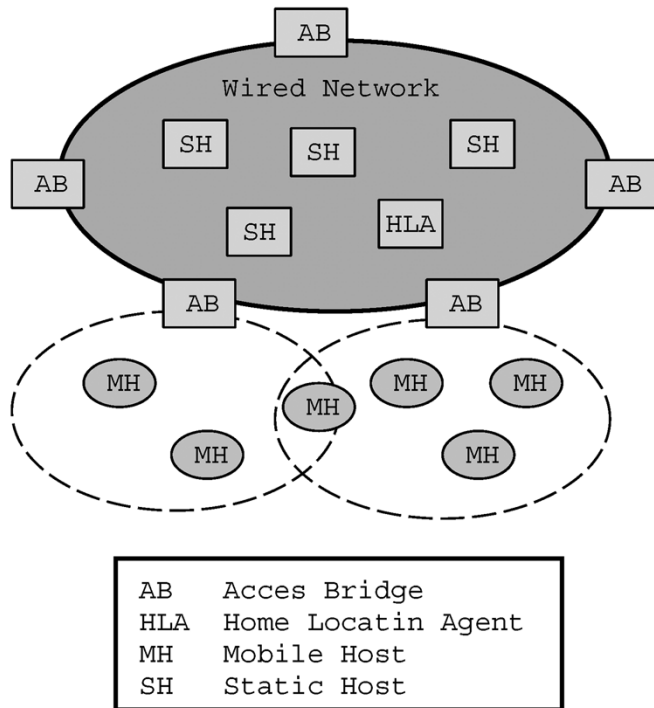 AB
Wired Network
SH
SH
SH
AB
AB
SH
HLA
AB
AB
MH
MH
MH
MH
MH
MH
AB Acces Bridge
HLA Home Locatin Agent
MH Mobile Host
SH Static Host